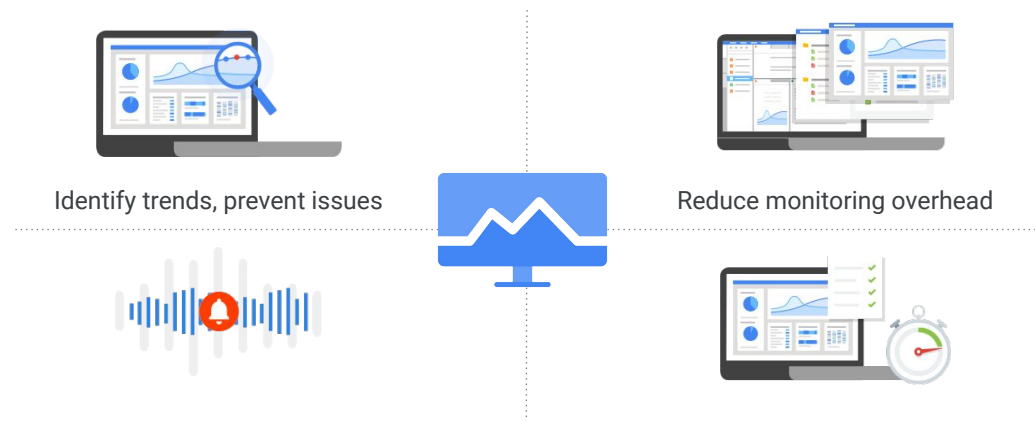 Identify trends, prevent issues
Reduce monitoring overhead